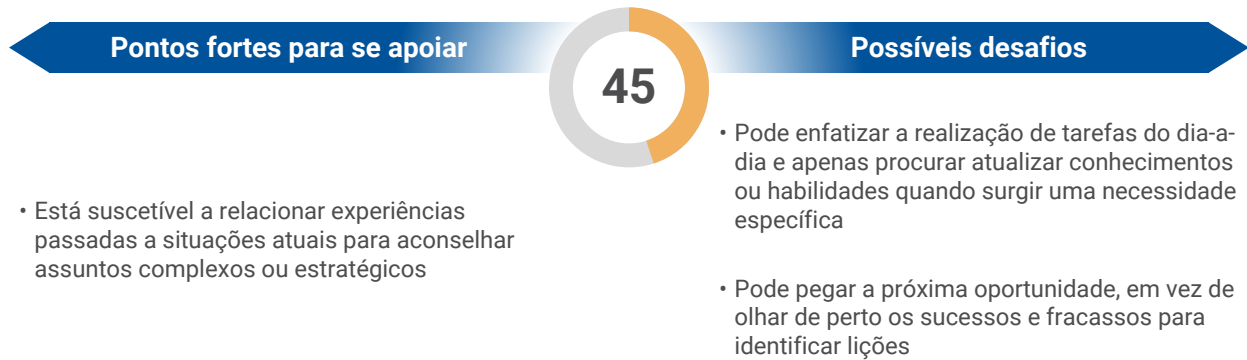 Pontos fortes para se apoiar
45
Possíveis desafios
• Está suscetível a relacionar experiências
passadas a situações atuais para aconselhar
assuntos complexos ou estratégicos
• Pode enfatizar a realização de tarefas do dia-a-
dia e apenas procurar atualizar conhecimentos
ou habilidades quando surgir uma necessidade
específica
• Pode pegar a próxima oportunidade, em vez de
olhar de perto os sucessos e fracassos para
identificar lições